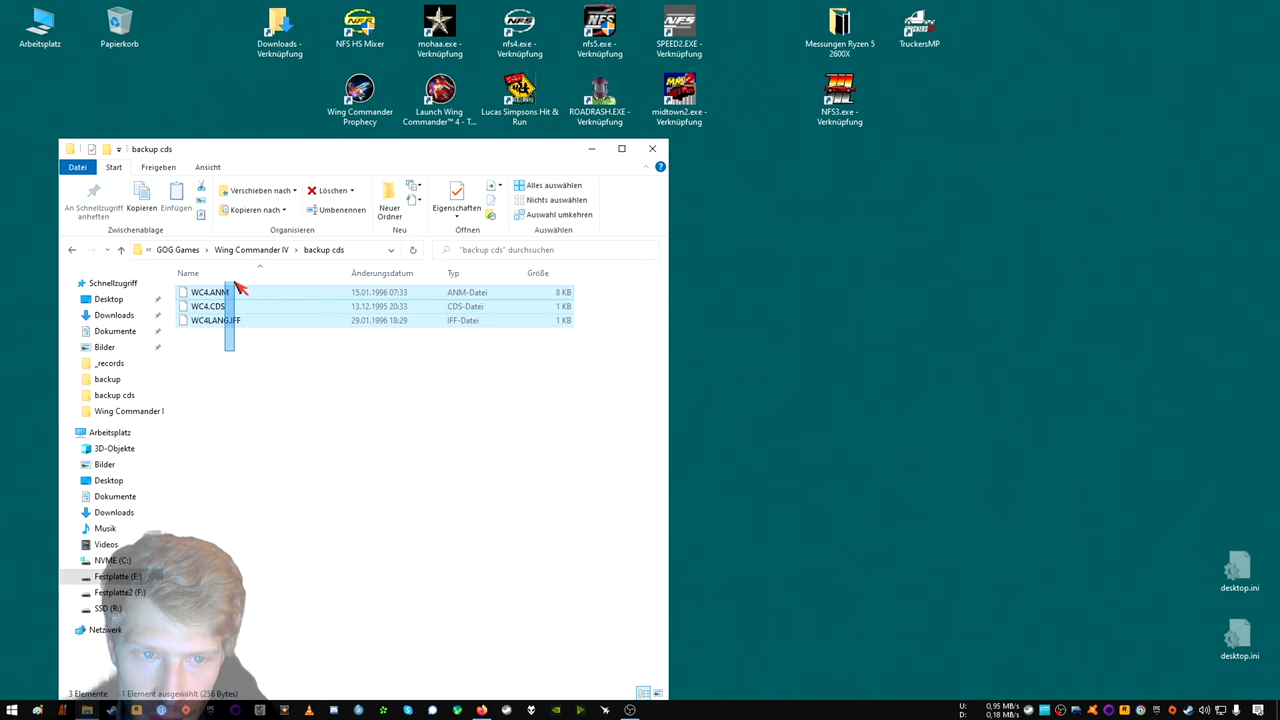 Arbeitsplatz
Papierkorb
Downloads -
Verknüpfung
NFS HS Mixer
mohaa.exe -
Verknüpfung
nfs4.exe -
Verknüpfung
nfs5.exe -
Verknüpfung
SPEED2.EXE -
Verknüpfung
Messungen Ryzen 5
2600X
TruckersMP
Wing Commander
Prophecy
Launch Wing
Commander™ 4 - T...
Lucas Simpsons Hit &
Run
ROADRASH.EXE -
Verknüpfung
midtown2.exe -
Verknüpfung
NFS3.exe -
Verknüpfung
backup cds
Datei
Start
Freigeben
Ansicht
An Schnellzugriff
anheften
Kopieren
Einfügen
Zwischenablage
Verschieben nach
Kopieren nach
Löschen
Umbenennen
Organisieren
Neuer
Ordner
Neu
Eigenschaften
Öffnen
Alles auswählen
Nichts auswählen
Auswahl umkehren
Auswählen
« GOG Games > Wing Commander IV > backup cds
"backup cds" durchsuchen
Name Änderungsdatum Typ Größe
WC4.ANM 15.01.1996 07:33 ANM-Datei 8 KB
WC4.CDS 13.12.1995 20:33 CDS-Datei 1 KB
WC4LANG.IFF 29.01.1996 18:29 IFF-Datei 1 KB
Schnellzugriff
Desktop
Downloads
Dokumente
Bilder
_records
backup
backup cds
Wing Commander I
Arbeitsplatz
3D-Objekte
Bilder
Desktop
Dokumente
Downloads
Musik
Videos
NVME (C:)
Festplatte (E:)
Festplatte2 (F:)
SSD (R:)
Netzwerk
3 Elemente 1 Element ausgewählt (256 Bytes)
desktop.ini
desktop.ini
U: 0,95 MB/s
D: 0,18 MB/s